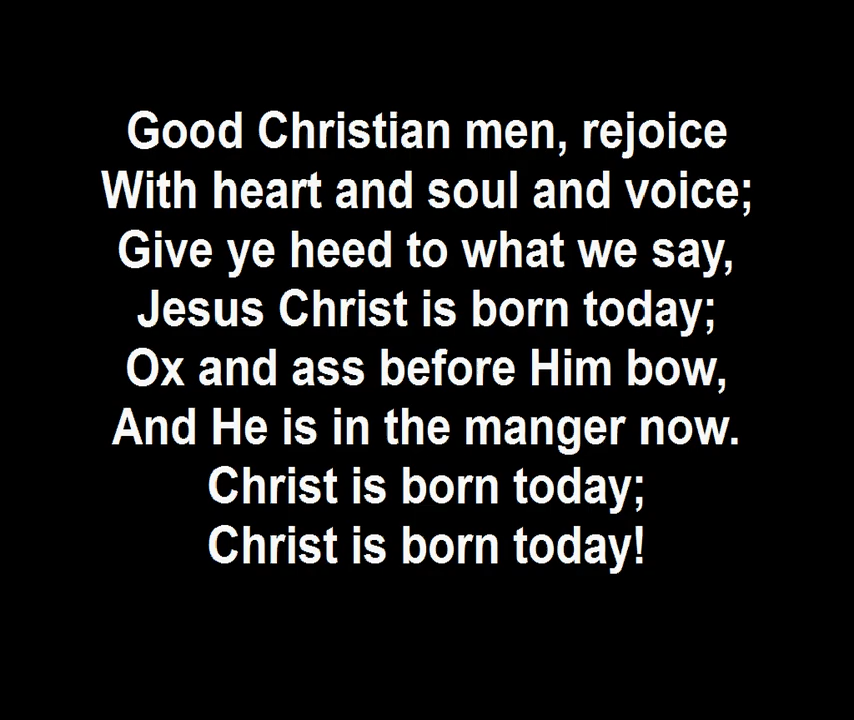 Good Christian men, rejoice
With heart and soul and voice;
Give ye heed to what we say,
Jesus Christ is born today;
Ox and ass before Him bow,
And He is in the manger now.
Christ is born today;
Christ is born today!